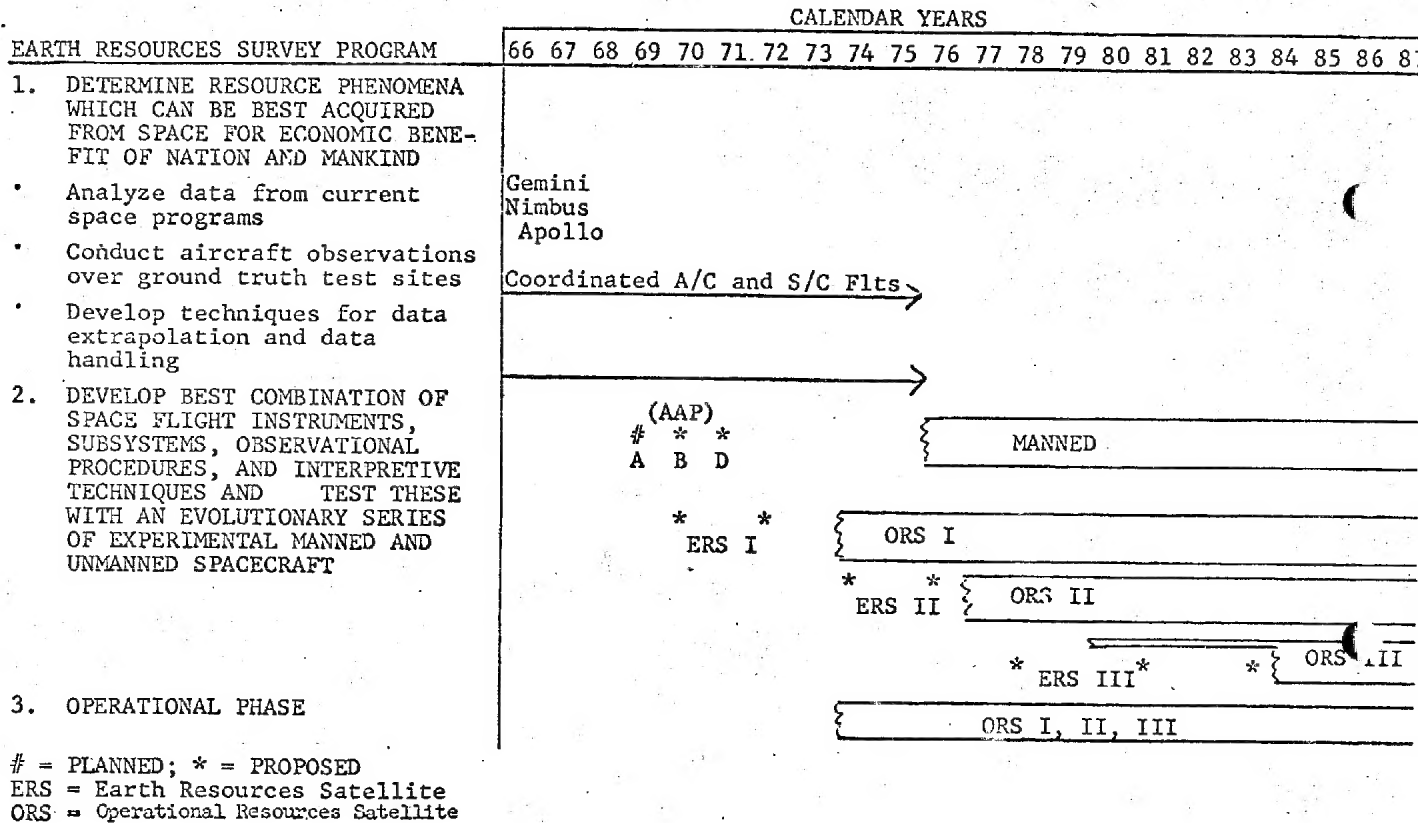 CALENDAR YEARS
EARTH RESOURCES SURVEY PROGRAM
66 67 68 69 70 71. 72 73 74 75 76 77 78 79 80 81 82 83 84 85 86
1. DETERMINE RESOURCE PHENOMENA
WHICH CAN BE BEST ACQUIRED
FROM SPACE FOR ECONOMIC BENE-
FIT OF NATION AND MANKIND
• Analyze data from current
space programs
Gemini
Nimbus
Apollo
• Conduct aircraft observations
over ground truth test sites
Coordinated A/C and S/C Flts
• Develop techniques for data
extrapolation and data
handling
2. DEVELOP BEST COMBINATION OF
SPACE FLIGHT INSTRUMENTS,
SUBSYSTEMS, OBSERVATIONAL
PROCEDURES, AND INTERPRETIVE
TECHNIQUES AND TEST THESE
WITH AN EVOLUTIONARY SERIES
OF EXPERIMENTAL MANNED AND
UNMANNED SPACECRAFT
(AAP)
# * *
A B D
MANNED
* *
ERS I
ORS I
* *
ERS II
ORS II
* * *
ERS III
ORS
3. OPERATIONAL PHASE
ORS I, II, III
# = PLANNED; * = PROPOSED
ERS = Earth Resources Satellite
ORS = Operational Resources Satellite